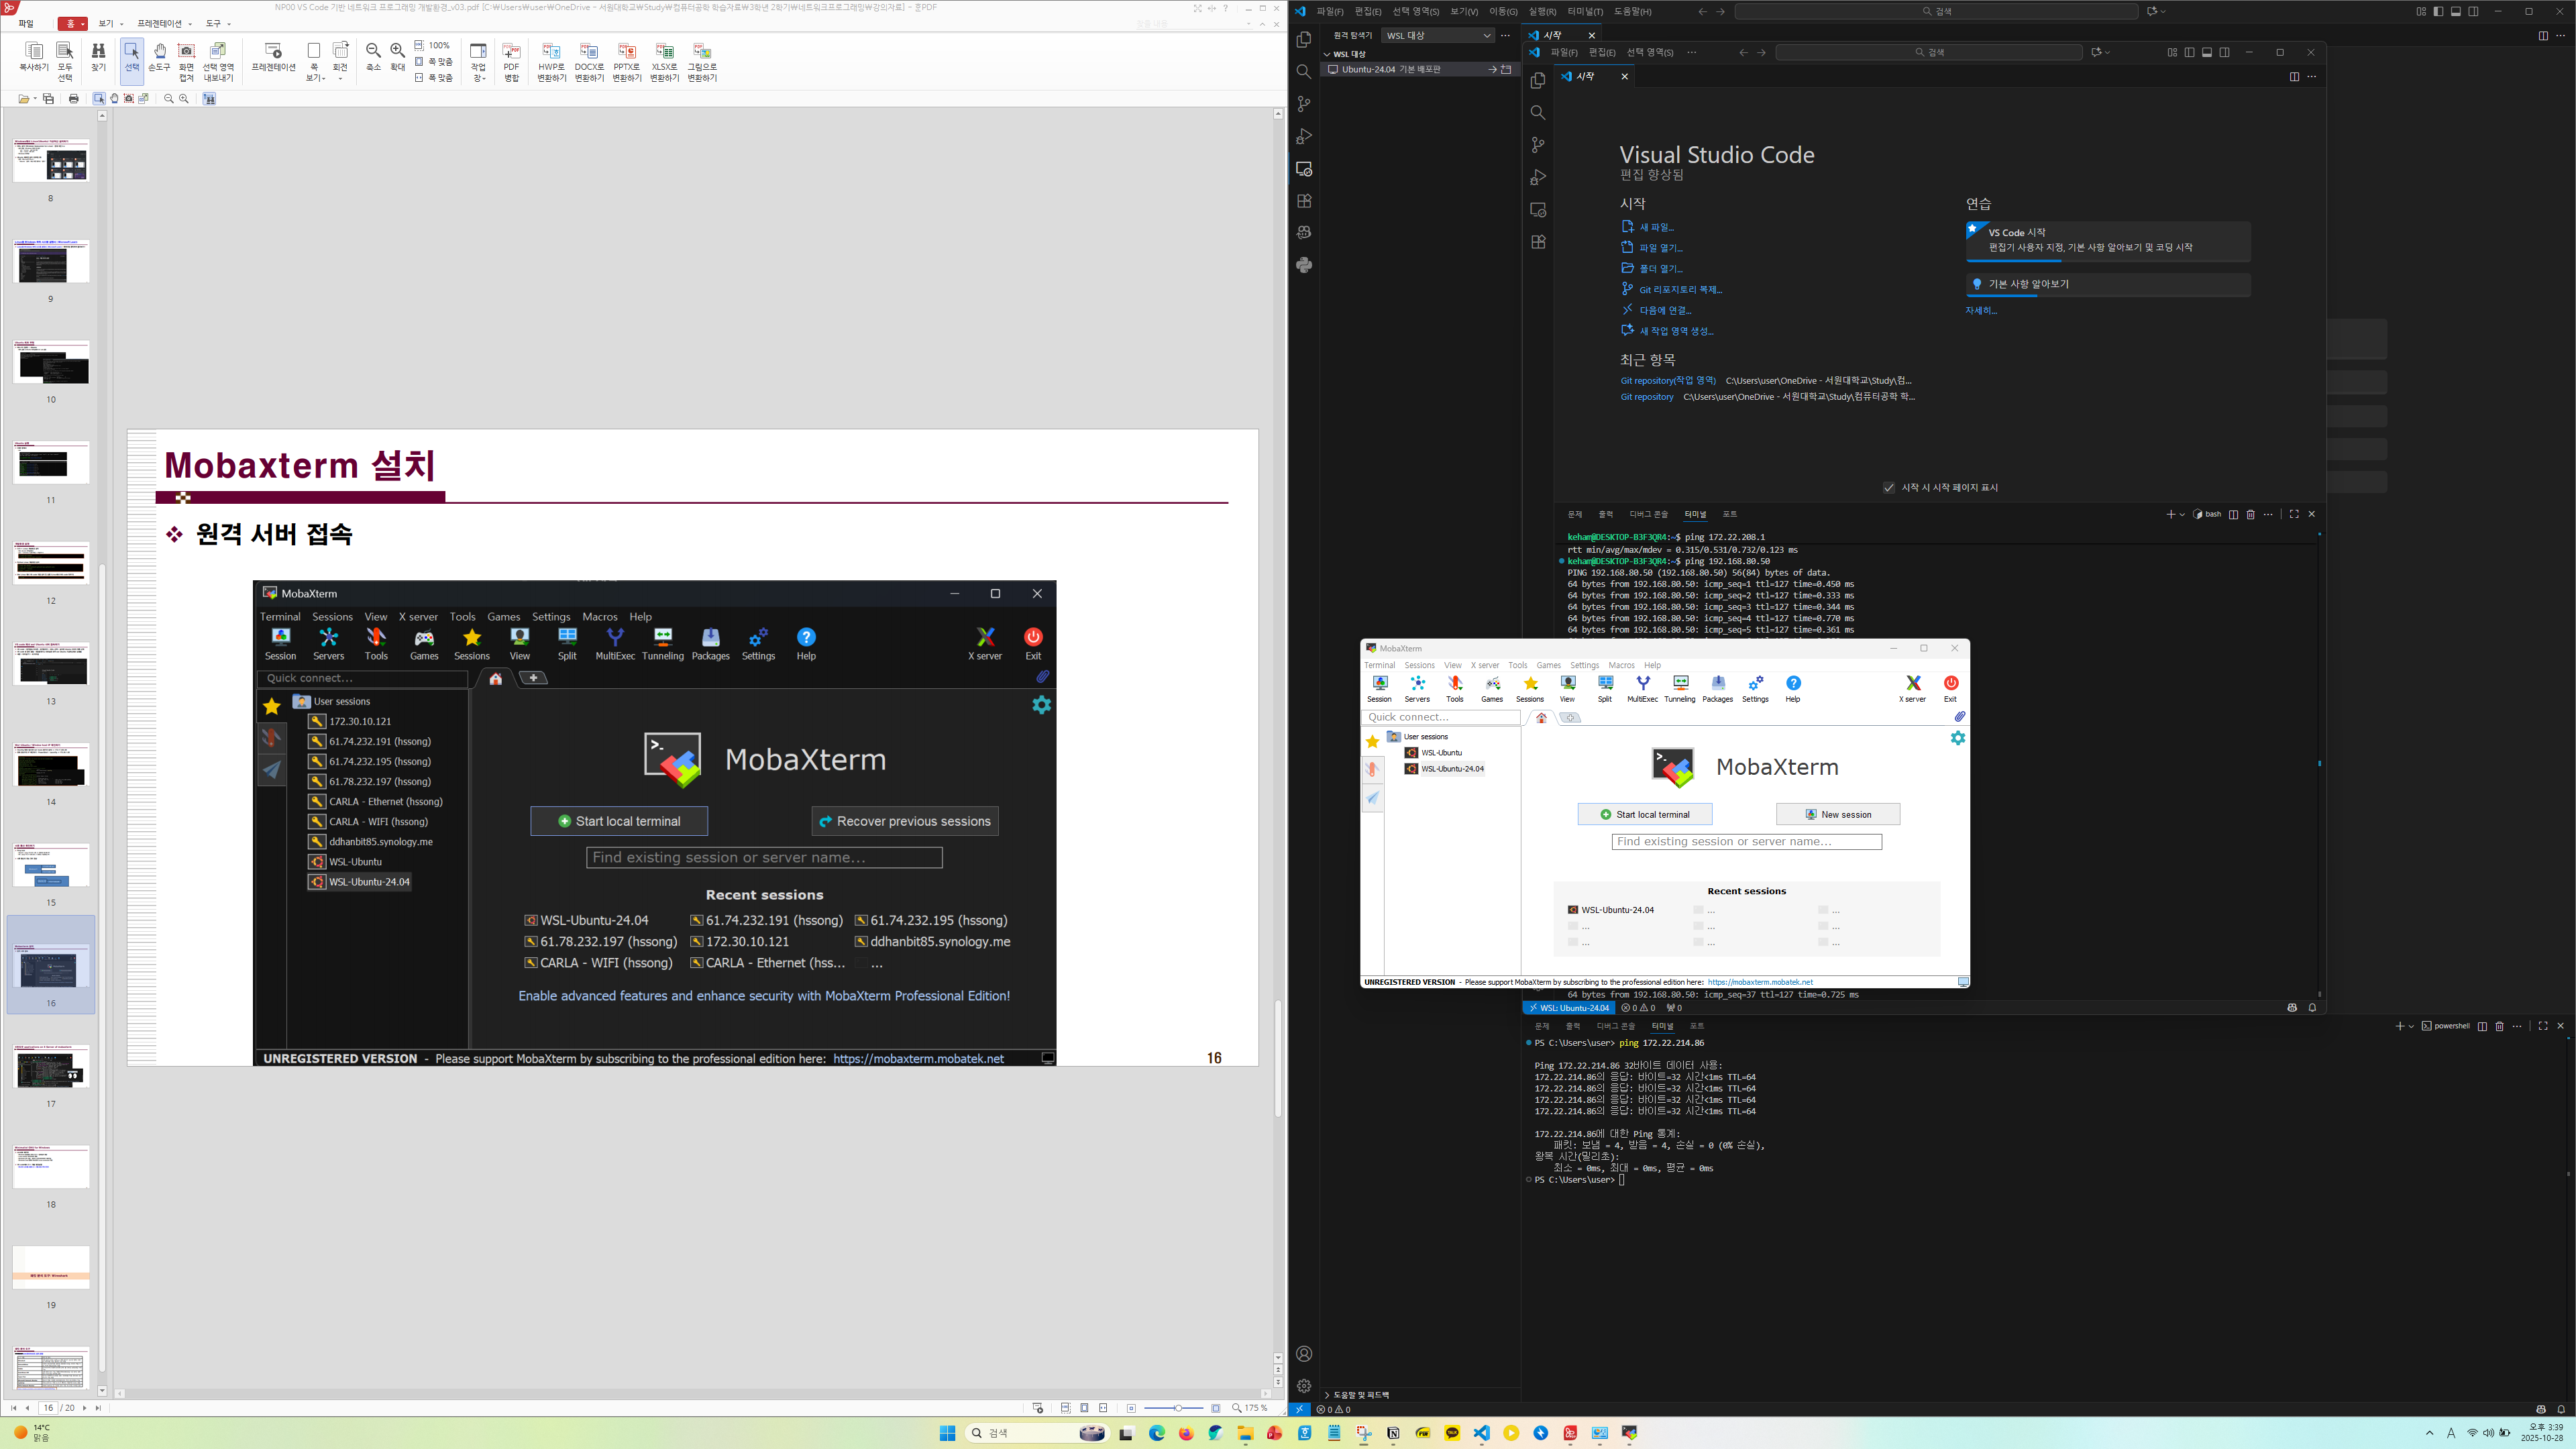 NP00 VS Code 기반 네트워크 프로그래밍 개발환경_v03.pdf [C:￦Users￦user￦OneDrive - 서원대학교￦Study￦컴퓨터공학 학습자료￦3학년 2학기￦네트워크프로그래밍￦강의자료] - 훈PDF
파일 홈 보기 프레젠테이션 도구
복사하기 모두 선택 찾기 선택 손도구 화면 캡처 선택 영역 내보내기 프레젠테이션 쪽 보기 회전 축소 확대 100% 쪽 맞춤 폭 맞춤 작업 창 PDF 병합 HWP로 변환하기 DOCX로 변환하기 PPTX로 변환하기 XLSX로 변환하기 그림으로 변환하기
8
9
10
11
12
13
14
15
16
17
18
19
Mobaxterm 설치
원격 서버 접속
MobaXterm
Terminal Sessions View X server Tools Games Settings Macros Help
Session Servers Tools Games Sessions View Split MultiExec Tunneling Packages Settings Help X server Exit
Quick connect...
User sessions
172.30.10.121
61.74.232.191 (hssong)
61.74.232.195 (hssong)
61.78.232.197 (hssong)
CARLA - Ethernet (hssong)
CARLA - WIFI (hssong)
ddhanbit85.synology.me
WSL-Ubuntu
WSL-Ubuntu-24.04
MobaXterm
Start local terminal
Recover previous sessions
Find existing session or server name...
Recent sessions
WSL-Ubuntu-24.04 61.74.232.191 (hssong) 61.74.232.195 (hssong)
61.78.232.197 (hssong) 172.30.10.121 ddhanbit85.synology.me
CARLA - WIFI (hssong) CARLA - Ethernet (hss... ...
Enable advanced features and enhance security with MobaXterm Professional Edition!
UNREGISTERED VERSION - Please support MobaXterm by subscribing to the professional edition here: https://mobaxterm.mobatek.net
16
16 / 20
175 %
파일(F) 편집(E) 선택 영역(S) 보기(V) 이동(G) 실행(R) 터미널(T) 도움말(H)
검색
원격 탐색기 WSL 대상
시작
WSL 대상
Ubuntu-24.04 기본 배포판
파일(F) 편집(E) 선택 영역(S) ...
검색
시작
Visual Studio Code
편집 향상됨
시작
새 파일...
파일 열기...
폴더 열기...
Git 리포지토리 복제...
다음에 연결...
새 작업 영역 생성...
최근 항목
Git repository(작업 영역) C:\Users\user\OneDrive - 서원대학교\Study\컴...
Git repository C:\Users\user\OneDrive - 서원대학교\Study\컴퓨터공학 학...
연습
VS Code 시작
편집기 사용자 지정, 기본 사항 알아보기 및 코딩 시작
기본 사항 알아보기
자세히...
시작 시 시작 페이지 표시
문제 출력 디버그 콘솔 터미널 포트
bash
keham@DESKTOP-B3F3QR4:~$ ping 172.22.208.1
rtt min/avg/max/mdev = 0.315/0.531/0.732/0.123 ms
keham@DESKTOP-B3F3QR4:~$ ping 192.168.80.50
PING 192.168.80.50 (192.168.80.50) 56(84) bytes of data.
64 bytes from 192.168.80.50: icmp_seq=1 ttl=127 time=0.450 ms
64 bytes from 192.168.80.50: icmp_seq=2 ttl=127 time=0.333 ms
64 bytes from 192.168.80.50: icmp_seq=3 ttl=127 time=0.344 ms
64 bytes from 192.168.80.50: icmp_seq=4 ttl=127 time=0.770 ms
64 bytes from 192.168.80.50: icmp_seq=5 ttl=127 time=0.361 ms
MobaXterm
Terminal Sessions View X server Tools Games Settings Macros Help
Session Servers Tools Games Sessions View Split MultiExec Tunneling Packages Settings Help X server Exit
Quick connect...
User sessions
WSL-Ubuntu
WSL-Ubuntu-24.04
MobaXterm
Start local terminal
New session
Find existing session or server name...
Recent sessions
WSL-Ubuntu-24.04 ... ...
... ... ...
... ... ...
UNREGISTERED VERSION - Please support MobaXterm by subscribing to the professional edition here: https://mobaxterm.mobatek.net
64 bytes from 192.168.80.50: icmp_seq=37 ttl=127 time=0.725 ms
WSL: Ubuntu-24.04 0 0 0
문제 출력 디버그 콘솔 터미널 포트
powershell
PS C:\Users\user> ping 172.22.214.86
Ping 172.22.214.86 32바이트 데이터 사용:
172.22.214.86의 응답: 바이트=32 시간<1ms TTL=64
172.22.214.86의 응답: 바이트=32 시간<1ms TTL=64
172.22.214.86의 응답: 바이트=32 시간<1ms TTL=64
172.22.214.86의 응답: 바이트=32 시간<1ms TTL=64
172.22.214.86에 대한 Ping 통계:
패킷: 보냄 = 4, 받음 = 4, 손실 = 0 (0% 손실),
왕복 시간(밀리초):
최소 = 0ms, 최대 = 0ms, 평균 = 0ms
PS C:\Users\user>
도움말 및 피드백
0 0
14°C
맑음
검색
A
오후 3:39
2025-10-28